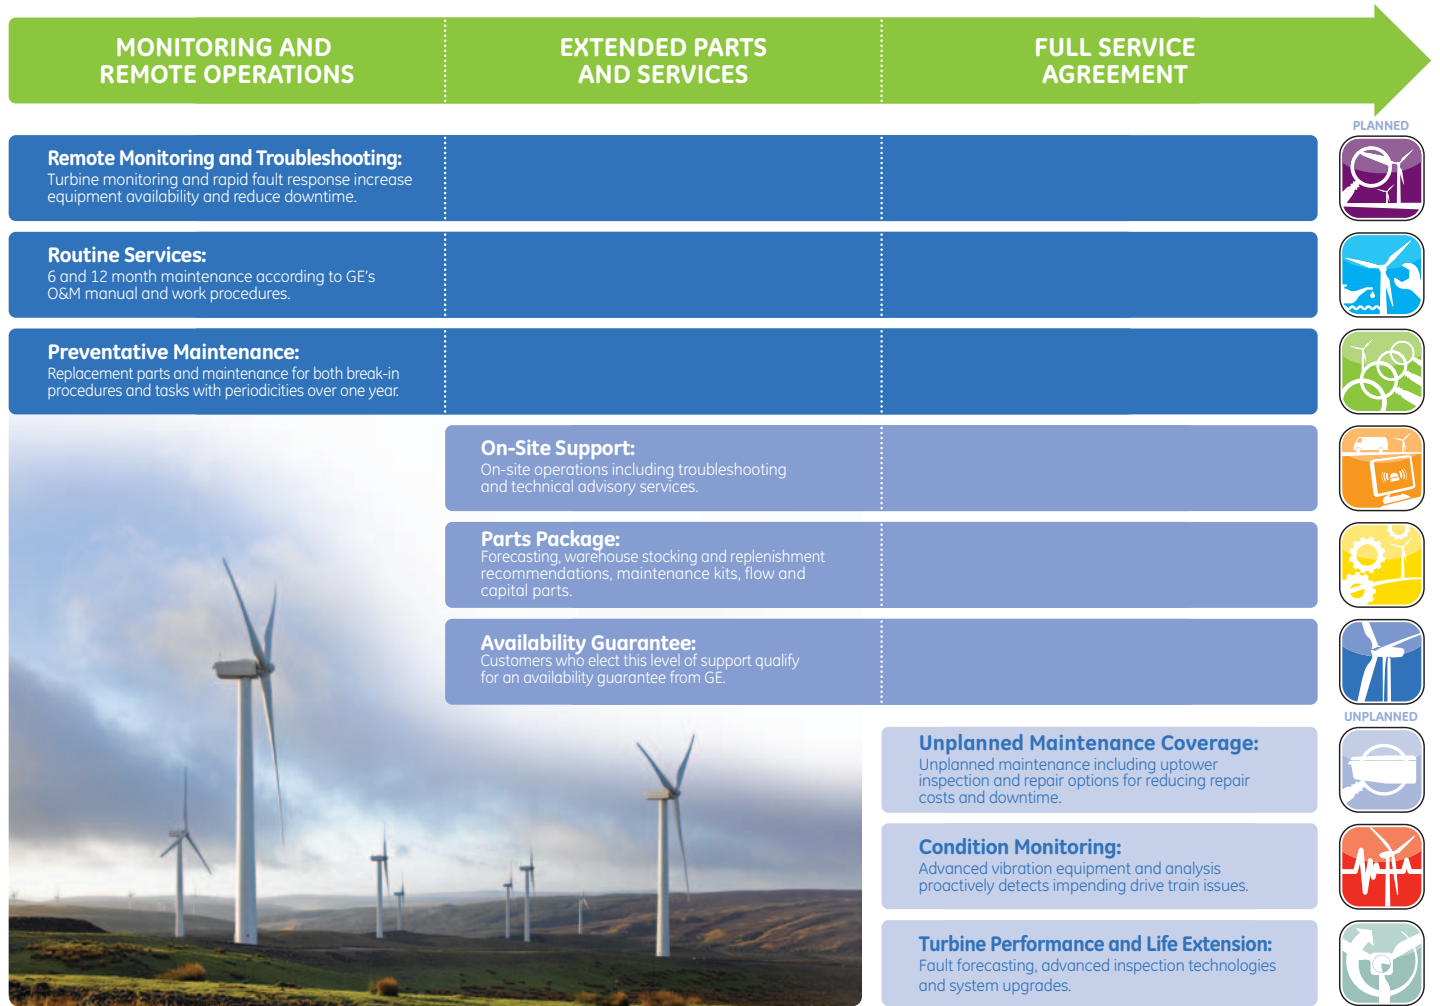 MONITORING AND
REMOTE OPERATIONS
EXTENDED PARTS
AND SERVICES
FULL SERVICE
AGREEMENT
PLANNED
Remote Monitoring and Troubleshooting:
Turbine monitoring and rapid fault response increase
equipment availability and reduce downtime.
Routine Services:
6 and 12 month maintenance according to GE's
O&M manual and work procedures.
Preventative Maintenance:
Replacement parts and maintenance for both break-in
procedures and tasks with periodicities over one year.
On-Site Support:
On-site operations including troubleshooting
and technical advisory services.
Parts Package:
Forecasting, warehouse stocking and replenishment
recommendations, maintenance kits, flow and
capital parts.
Availability Guarantee:
Customers who elect this level of support qualify
for an availability guarantee from GE.
UNPLANNED
Unplanned Maintenance Coverage:
Unplanned maintenance including uptower
inspection and repair options for reducing repair
costs and downtime.
Condition Monitoring:
Advanced vibration equipment and analysis
proactively detects impending drive train issues.
Turbine Performance and Life Extension:
Fault forecasting, advanced inspection technologies
and system upgrades.